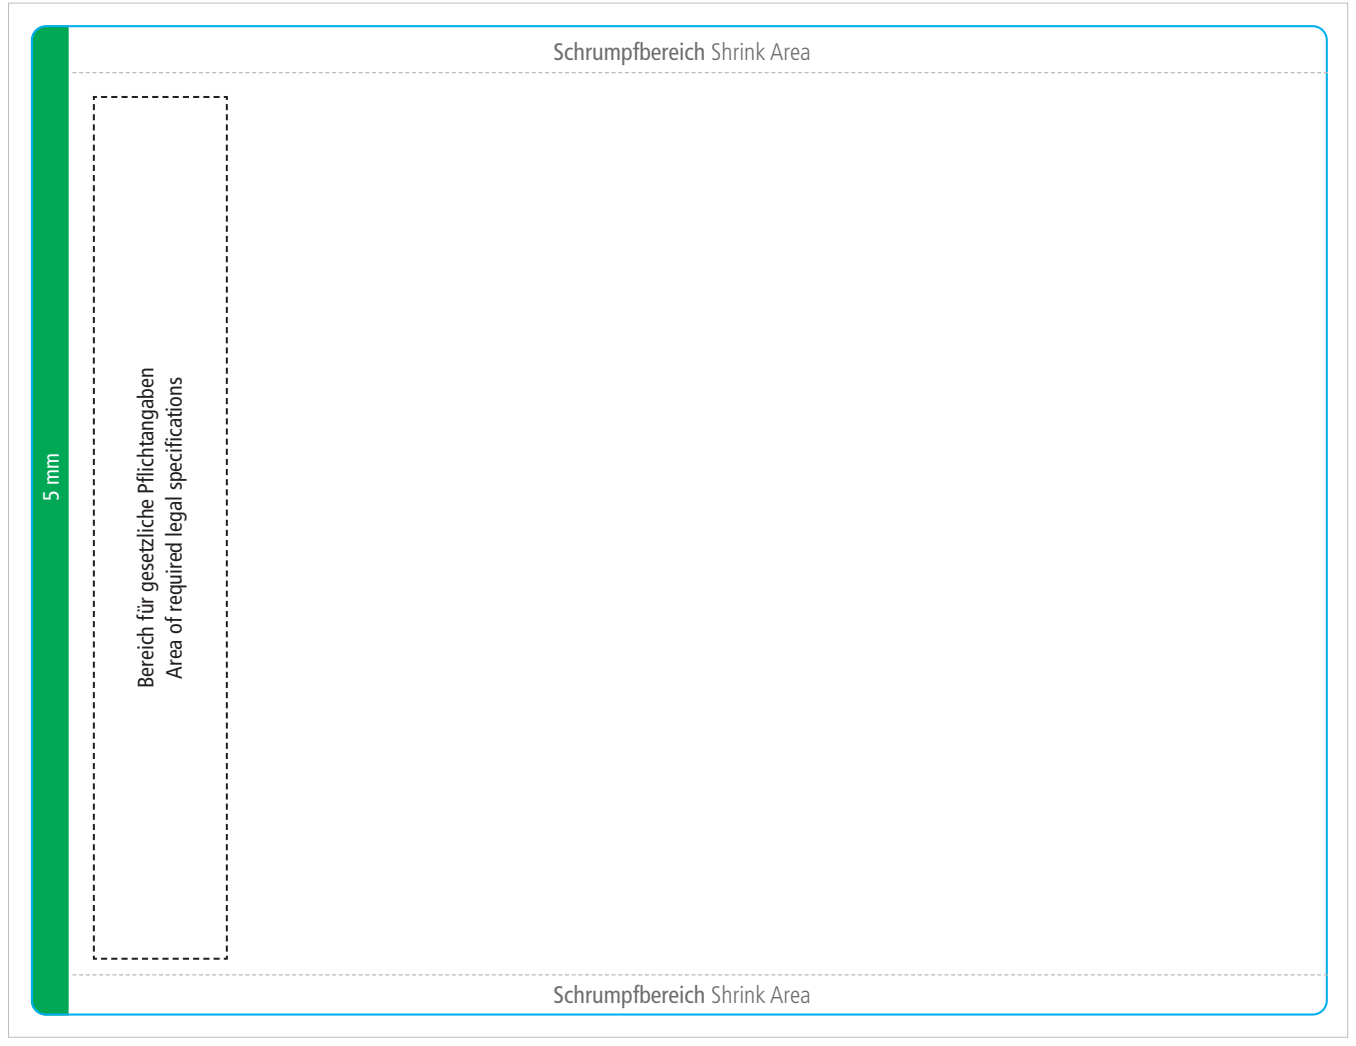 Schrumpfbereich Shrink Area
5 mm
Bereich für gesetzliche Pflichtangaben
Area of required legal specifications
Schrumpfbereich Shrink Area